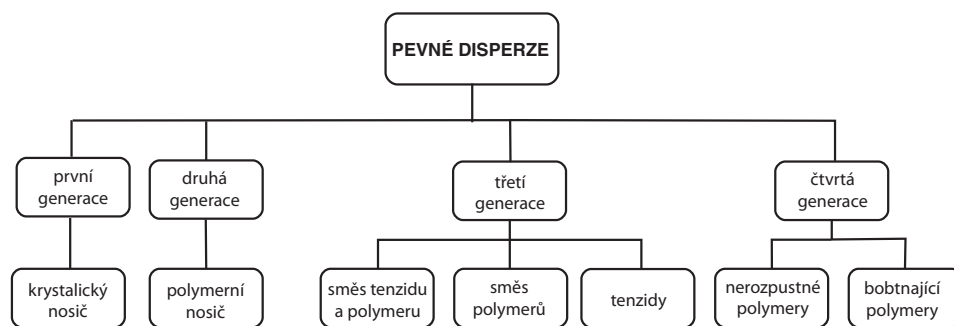 PEVNÉ DISPERZE
první
generace
druhá
generace
třetí
generace
čtvrtá
generace
krystalický
nosič
polymerní
nosič
směs tenzidu
a polymeru
směs
polymerů
tenzidy
nerozpustné
polymery
bobtnající
polymery